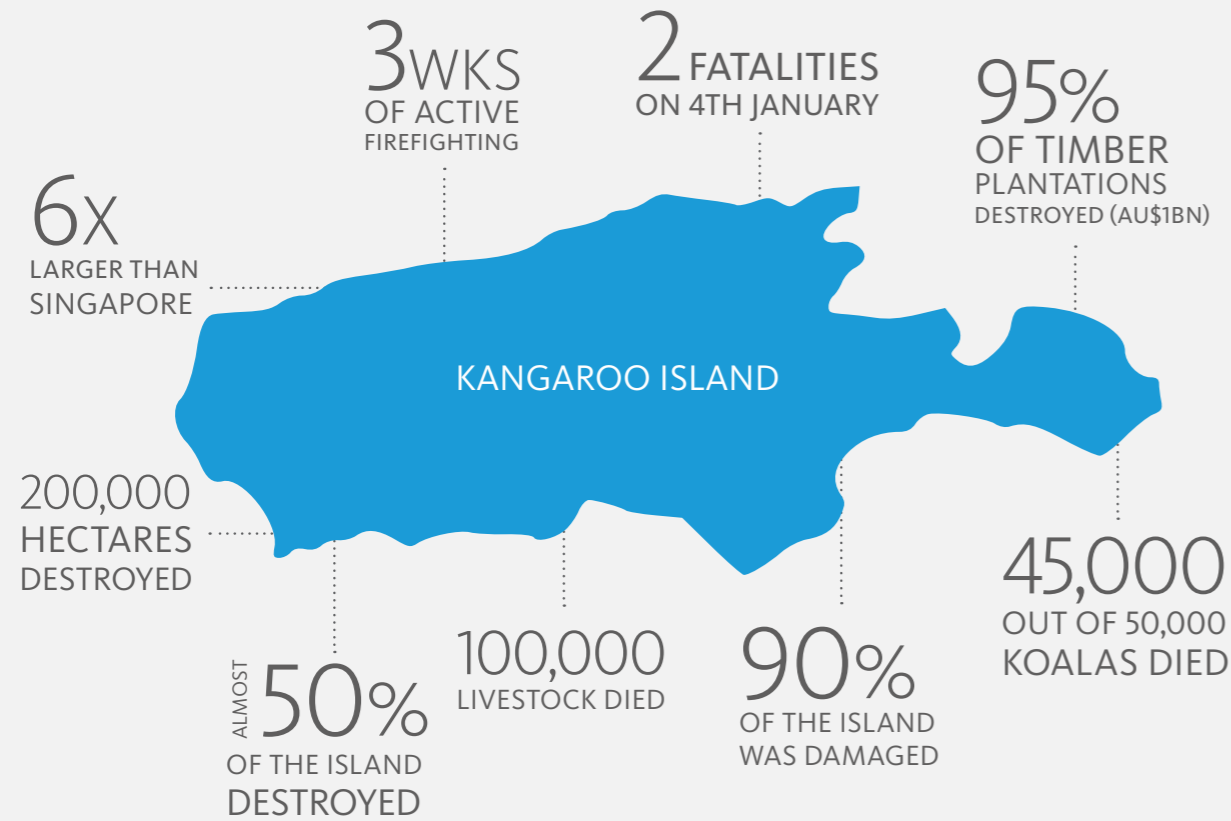 3WKS
OF ACTIVE
FIREFIGHTING
2 FATALITIES
ON 4TH JANUARY
95%
OF TIMBER
PLANTATIONS
DESTROYED (AU$1BN)
6X
LARGER THAN
SINGAPORE
KANGAROO ISLAND
200,000
HECTARES
DESTROYED
ALMOST
50%
OF THE ISLAND
DESTROYED
100,000
LIVESTOCK DIED
90%
OF THE ISLAND
WAS DAMAGED
45,000
OUT OF 50,000
KOALAS DIED